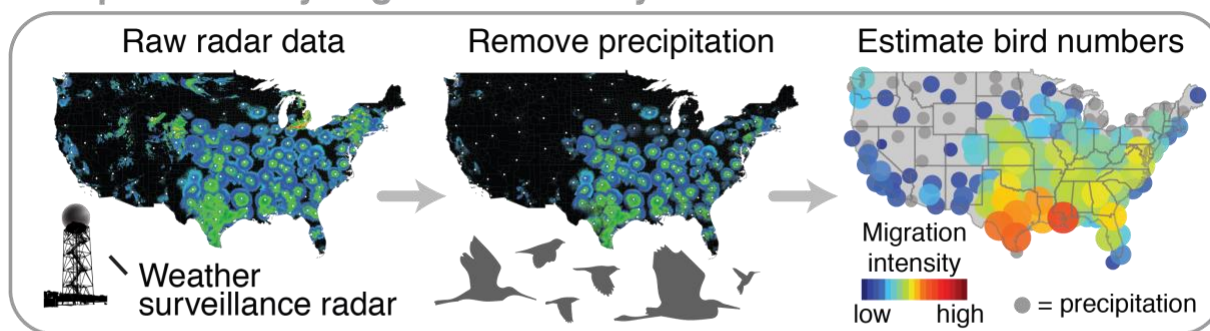 Raw radar data
Remove precipitation
Estimate bird numbers
Weather
surveillance radar
Migration
intensity
low
high
= precipitation